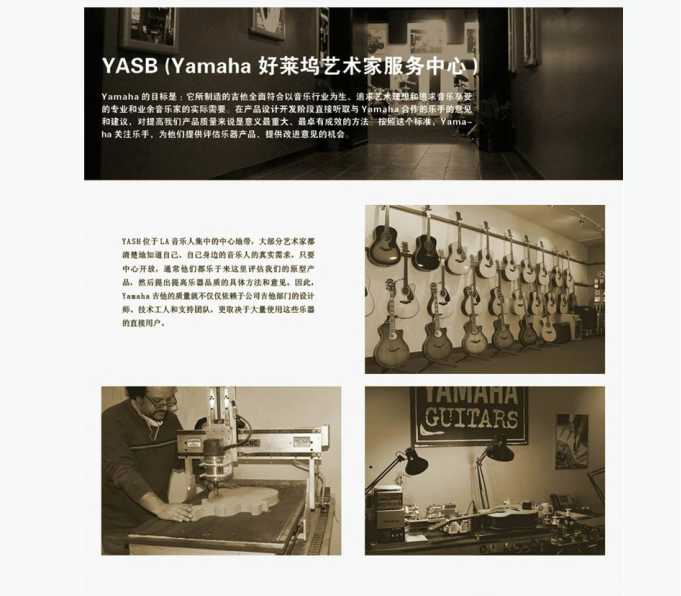 YASB (Yamaha 好莱坞艺术家服务中心 )
Yamaha 的目标是：它所制造的吉他全面符合以音乐行业为生、追求艺术理想和追求音乐享受
的专业和业余音乐家的实际需要。在产品设计开发阶段直接听取与 Yamaha 合作的乐手的意见
和建议，对提高我们产品质量来说是意义最重大、最卓有成效的方法。按照这个标准，Yama-
ha 关注乐手，为他们提供评估乐器产品、提供改进意见的机会。
YASH 位于 LA 音乐人集中的中心地带，大部分艺术家都
清楚地知道自己，自己身边的音乐人的真实需求，只要
中心开放，通常他们都乐于来这里评估我们的原型产
品，然后提出提高乐器品质的具体方法和意见。因此，
Yamaha 吉他的质量就不仅仅依赖于公司吉他部门的设计
师、技术工人和支持团队，更取决于大量使用这些乐器
的直接用户。
YAMAHA
GUITARS